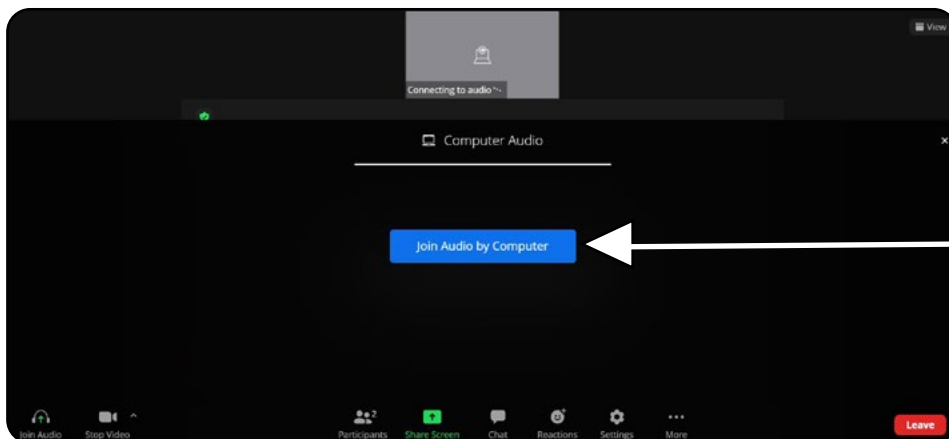 View
Connecting to audio
Computer Audio
Join Audio by Computer
Join Audio
Stop Video
2
Participants
Share Screen
Chat
Reactions
Settings
More
Leave